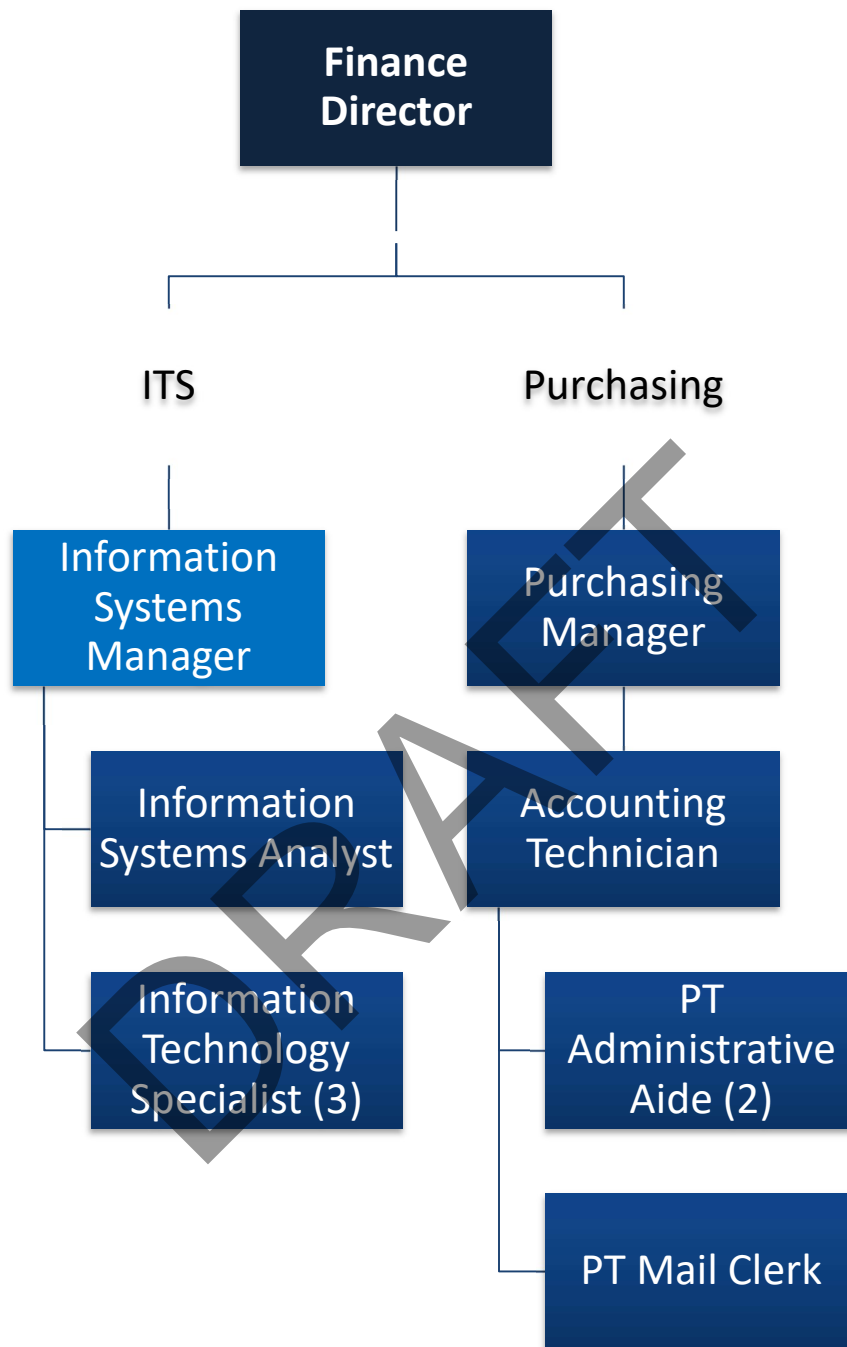 Finance
Director
ITS
Purchasing
Information
Systems
Manager
Purchasing
Manager
Information
Systems Analyst
Accounting
Technician
Information
Technology
Specialist (3)
PT
Administrative
Aide (2)
PT Mail Clerk
DRAFT